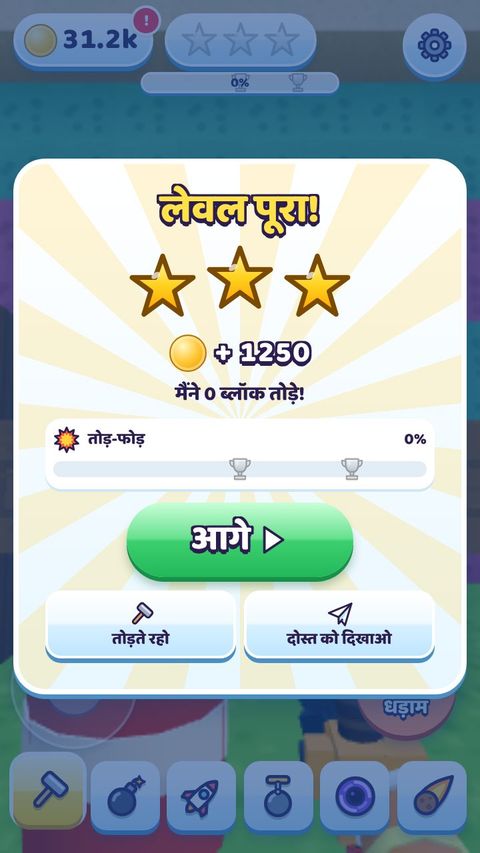 31.2k
!
0%
लेवल पूरा!
+ 1250
मैंने 0 ब्लॉक तोड़े!
तोड़-फोड़ 0%
आगे
तोड़ते रहो
दोस्त को दिखाओ
धड़ाम